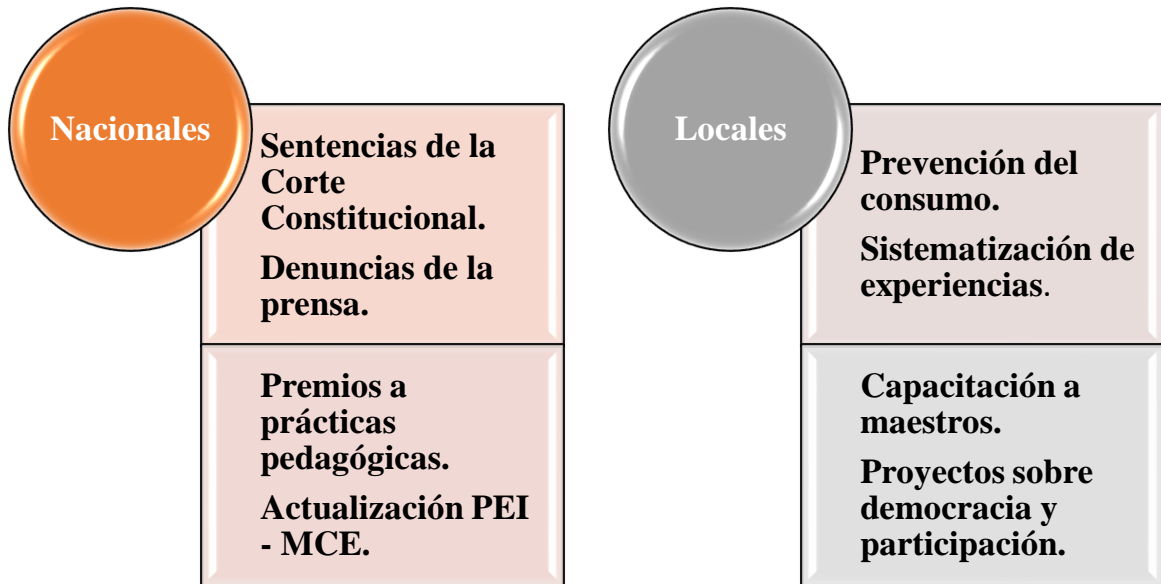 Nacionales
Sentencias de la
Corte
Constitucional.
Denuncias de la
prensa.
Premios a
prácticas
pedagógicas.
Actualización PEI
- MCE.
Locales
Prevención del
consumo.
Sistematización de
experiencias.
Capacitación a
maestros.
Proyectos sobre
democracia y
participación.